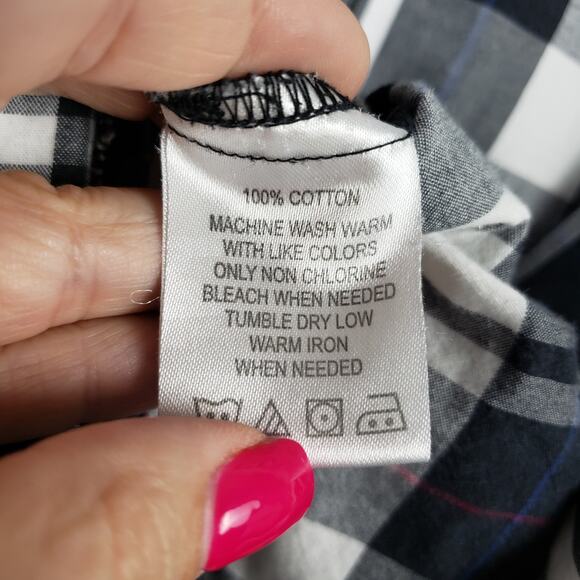 100% COTTON
MACHINE WASH WARM
WITH LIKE COLORS
ONLY NON CHLORINE
BLEACH WHEN NEEDED
TUMBLE DRY LOW
WARM IRON
WHEN NEEDED